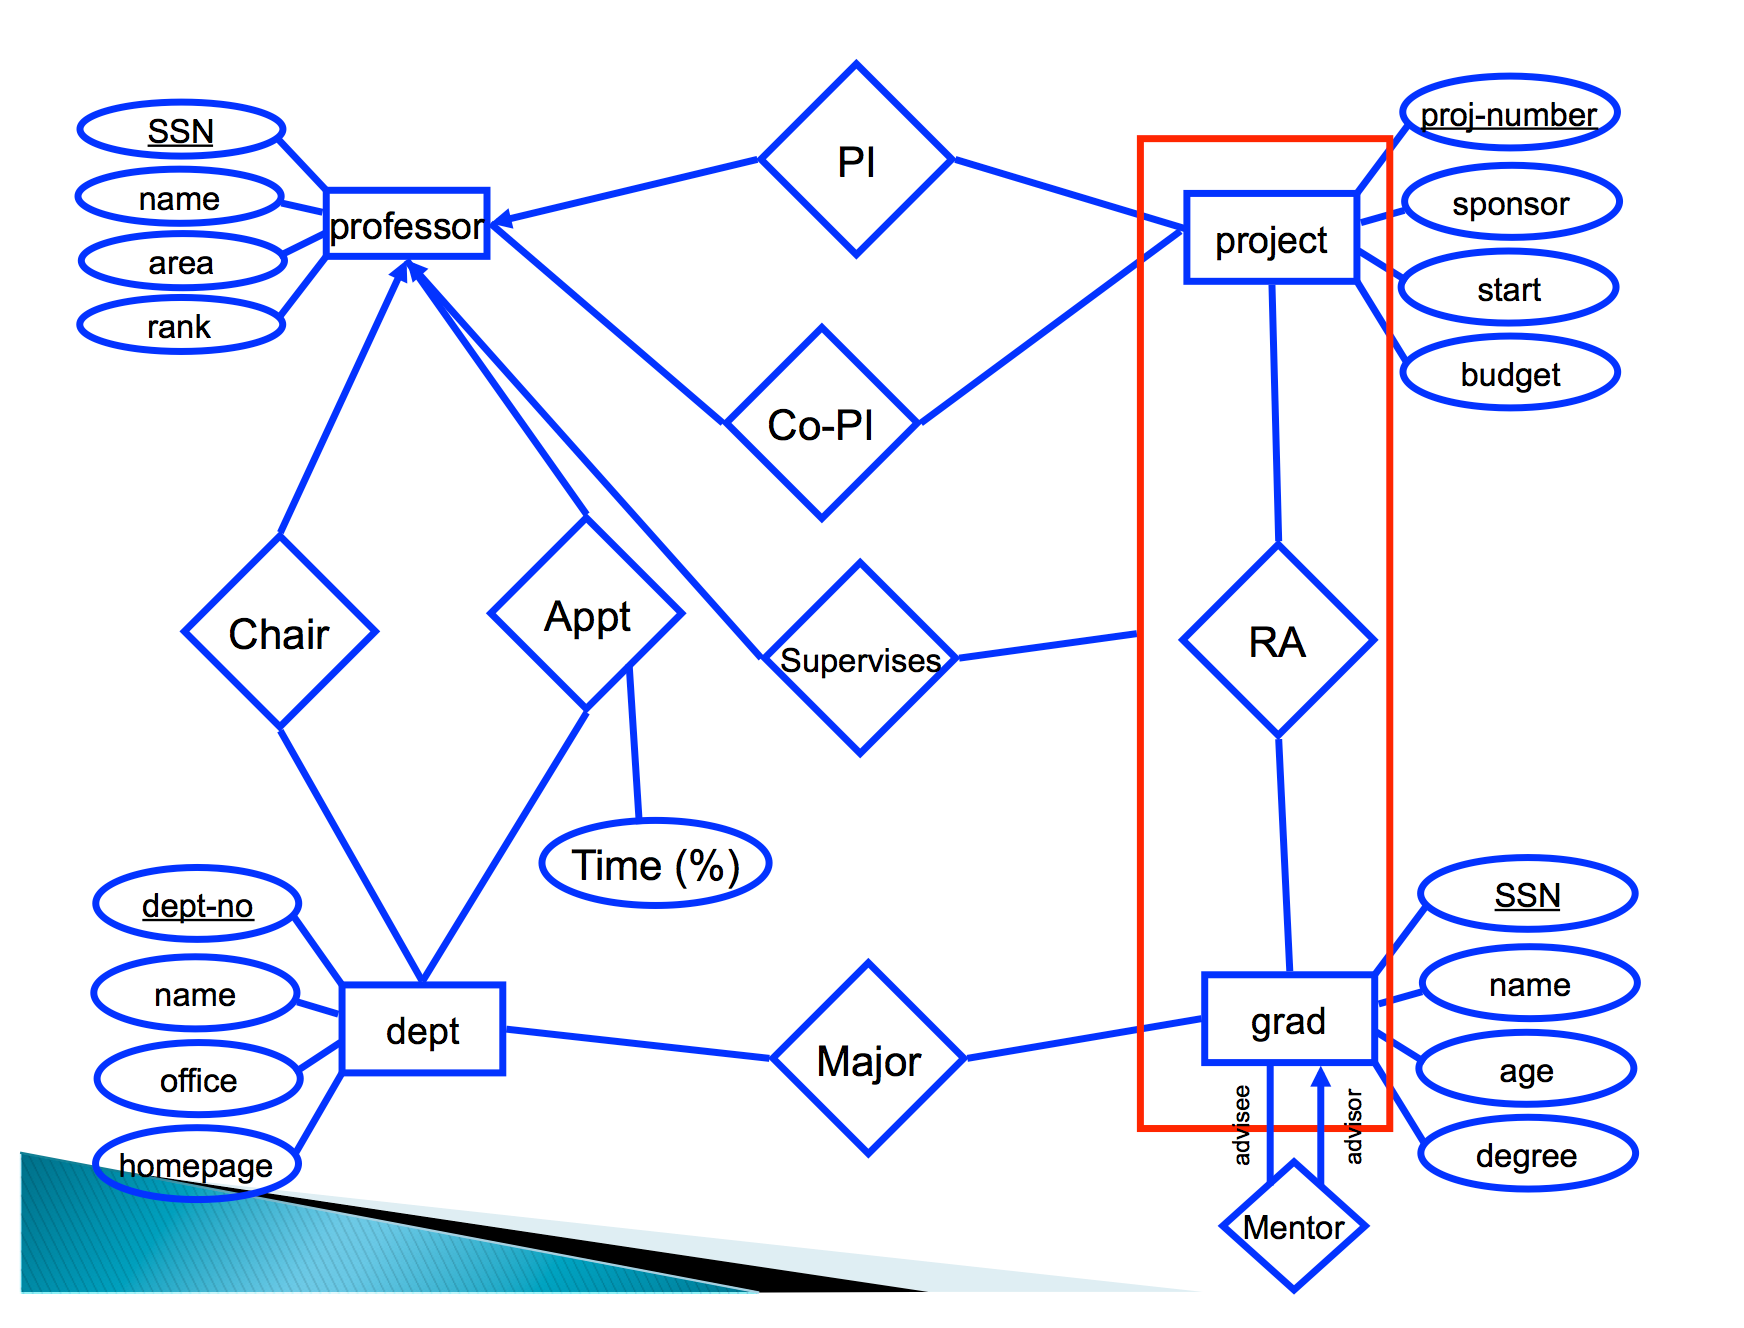 SSN
name
area
rank
professor
PI
Co-PI
project
proj-number
sponsor
start
budget
Chair
Appt
Supervises
RA
Time (%)
dept-no
name
office
homepage
dept
Major
grad
SSN
name
age
degree
advisee
advisor
Mentor